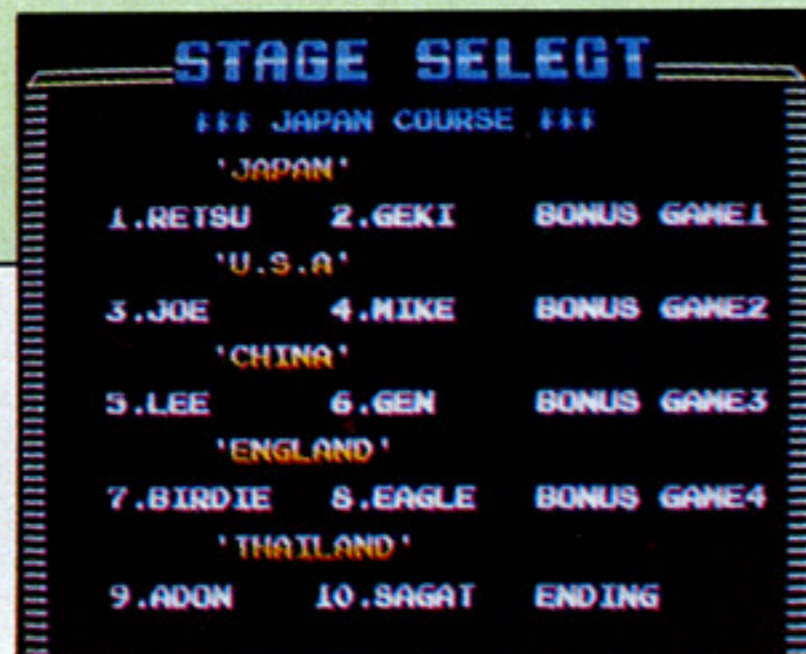 STAGE SELECT
JAPAN COURSE
'JAPAN'
1.RETSU 2.GEKI BONUS GAME1
'U.S.A'
3.JOE 4.MIKE BONUS GAME2
'CHINA'
5.LEE 6.GEN BONUS GAME3
'ENGLAND'
7.BIRDIE 8.EAGLE BONUS GAME4
'THAILAND'
9.ADON 10.SAGAT ENDING